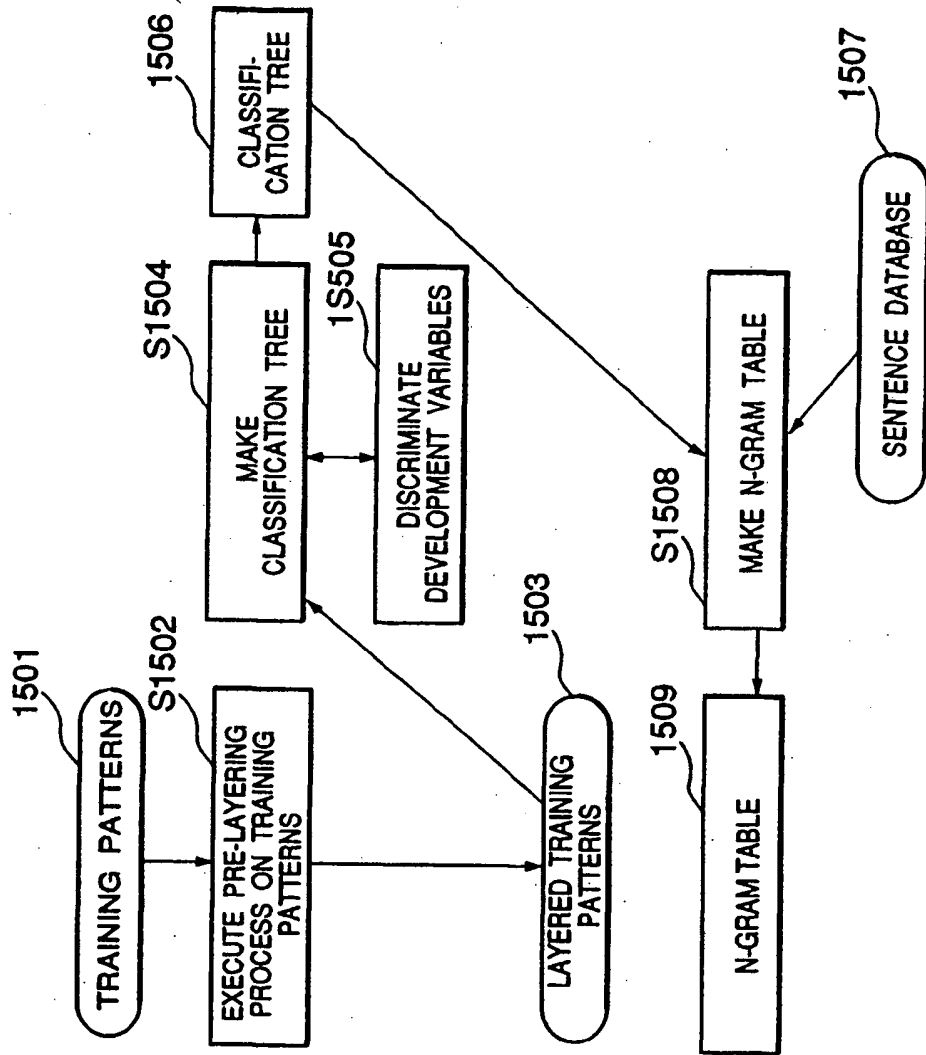 1501
TRAINING PATTERNS
S1502
EXECUTE PRE-LAYERING
PROCESS ON TRAINING
PATTERNS
1503
LAYERED TRAINING
PATTERNS
S1504
MAKE
CLASSIFICATION TREE
1S505
DISCRIMINATE
DEVELOPMENT VARIABLES
1506
CLASSIFI-
CATION TREE
1507
SENTENCE DATABASE
S1508
MAKE N-GRAM TABLE
1509
N-GRAM TABLE